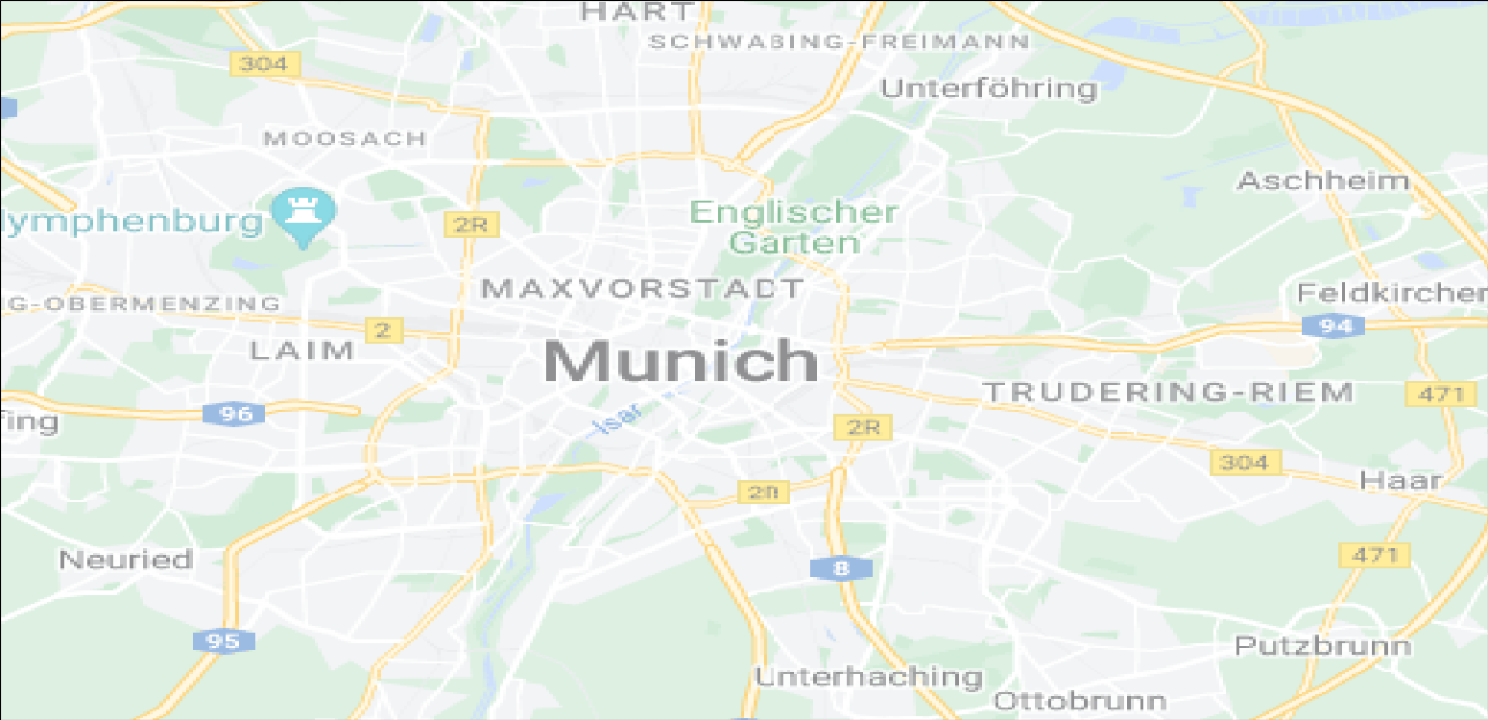 HART
SCHWABING-FREIMANN
304
Unterföhring
MOOSACH
Aschheim
ymphenburg
2R
Englischer
Garten
MAXVORSTADT
Feldkirchen
G-OBERMENZING
2
94
LAIM
Munich
TRUDERING-RIEM
471
96
Isar
ing
2R
304
Haar
2R
Neuried
471
8
95
Putzbrunn
Unterhaching
Ottobrunn